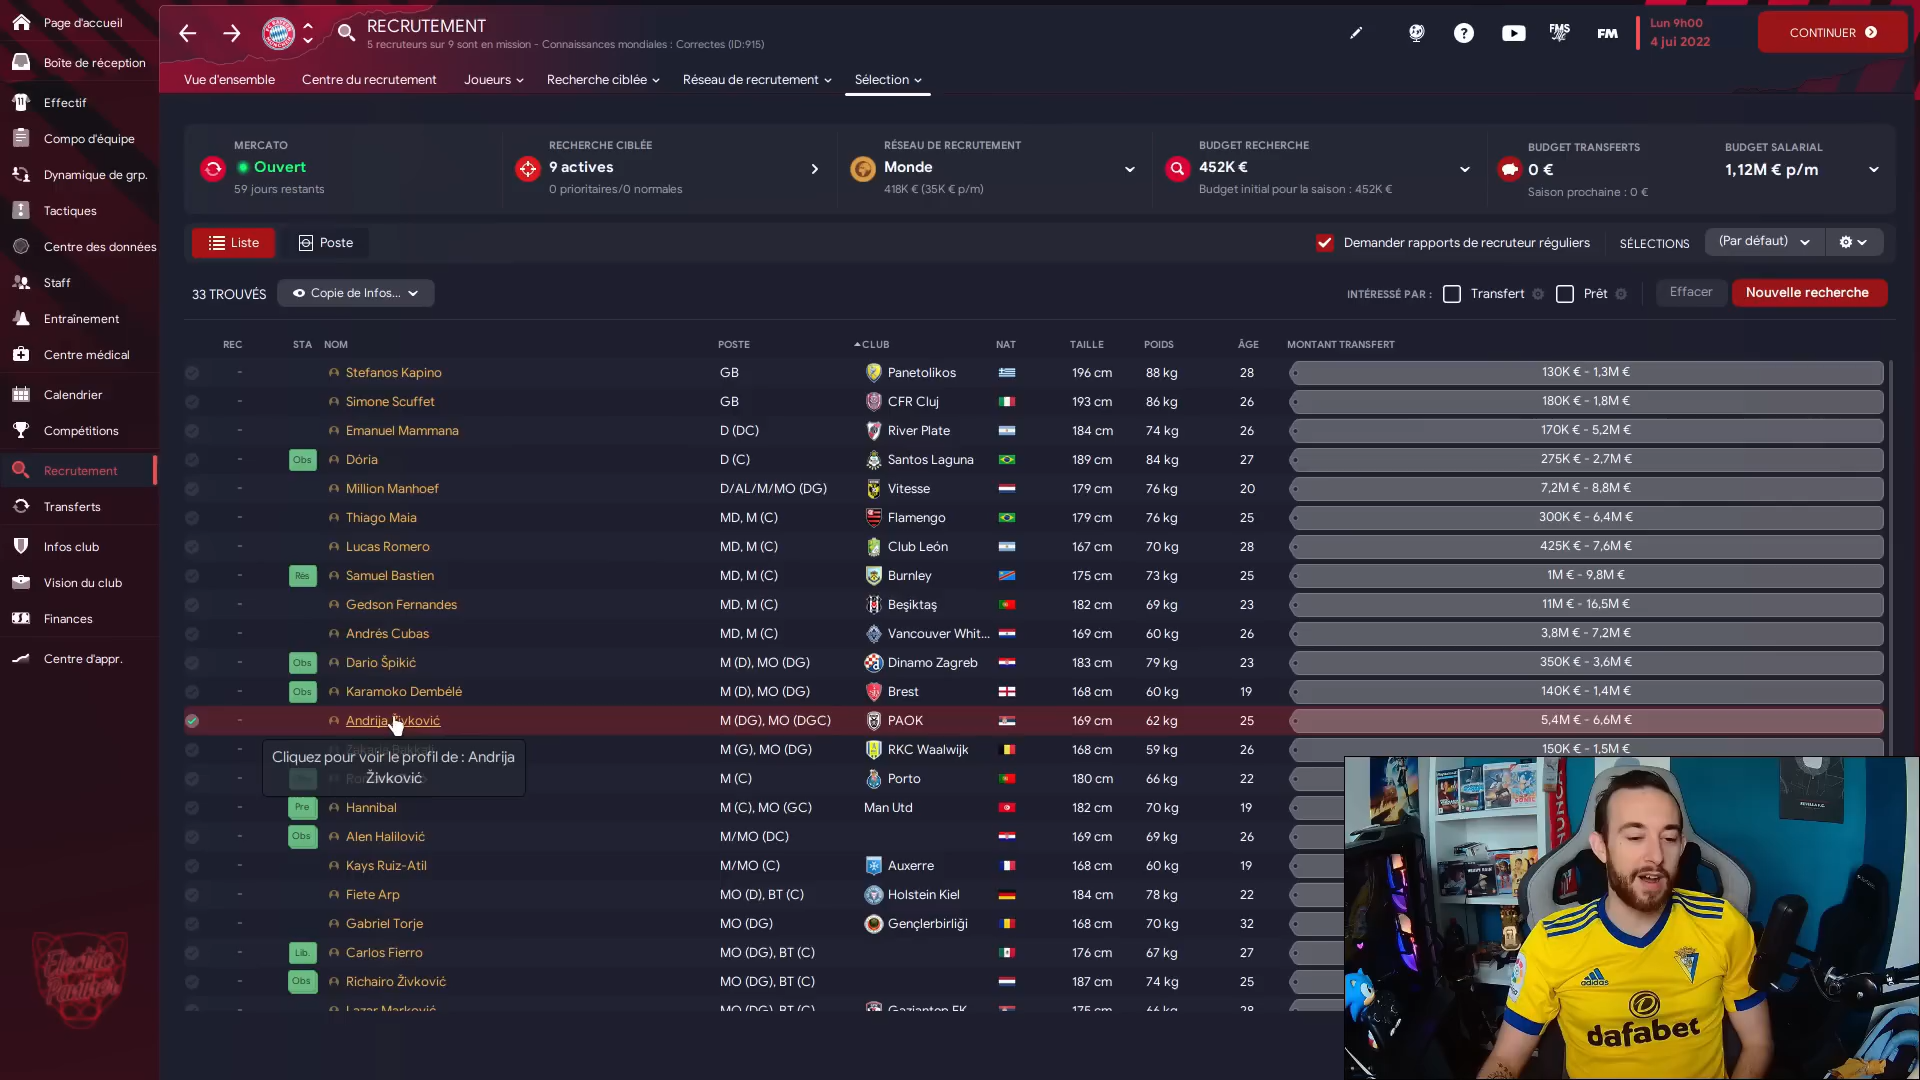 Page d'accueil
Boîte de réception
Effectif
Compo d'équipe
Dynamique de grp.
Tactiques
Centre des données
Staff
Entraînement
Centre médical
Calendrier
Compétitions
Recrutement
Transferts
Infos club
Vision du club
Finances
Centre d'appr.
Electric Panther
RECRUTEMENT
5 recruteurs sur 9 sont en mission - Connaissances mondiales : Correctes (ID:915)
FMS FM
Lun 9h00
4 jui 2022
CONTINUER
Vue d'ensemble Centre du recrutement Joueurs Recherche ciblée Réseau de recrutement Sélection
MERCATO
Ouvert
59 jours restants
RECHERCHE CIBLÉE
9 actives
0 prioritaires/0 normales
RÉSEAU DE RECRUTEMENT
Monde
418K € (35K € p/m)
BUDGET RECHERCHE
452K €
Budget initial pour la saison : 452K €
BUDGET TRANSFERTS
0 €
Saison prochaine : 0 €
BUDGET SALARIAL
1,12M € p/m
Liste Poste
Demander rapports de recruteur réguliers SÉLECTIONS (Par défaut)
33 TROUVÉS Copie de Infos...
INTÉRESSÉ PAR : Transfert Prêt Effacer Nouvelle recherche
REC STA NOM POSTE CLUB NAT TAILLE POIDS ÂGE MONTANT TRANSFERT
- Stefanos Kapino GB Panetolikos 196 cm 88 kg 28 130K € - 1,3M €
- Simone Scuffet GB CFR Cluj 193 cm 86 kg 26 180K € - 1,8M €
- Emanuel Mammana D (DC) River Plate 184 cm 74 kg 26 170K € - 5,2M €
- Obs Dória D (C) Santos Laguna 189 cm 84 kg 27 275K € - 2,7M €
- Million Manhoef D/AL/M/MO (DG) Vitesse 179 cm 76 kg 20 7,2M € - 8,8M €
- Thiago Maia MD, M (C) Flamengo 179 cm 76 kg 25 300K € - 6,4M €
- Lucas Romero MD, M (C) Club León 167 cm 70 kg 28 425K € - 7,6M €
- Rés Samuel Bastien MD, M (C) Burnley 175 cm 73 kg 25 1M € - 9,8M €
- Gedson Fernandes MD, M (C) Beşiktaş 182 cm 69 kg 23 11M € - 16,5M €
- Andrés Cubas MD, M (C) Vancouver Whit... 169 cm 60 kg 26 3,8M € - 7,2M €
- Obs Dario Špikić M (D), MO (DG) Dinamo Zagreb 183 cm 79 kg 23 350K € - 3,6M €
- Obs Karamoko Dembélé M (D), MO (DG) Brest 168 cm 60 kg 19 140K € - 1,4M €
- Andrija Živković M (DG), MO (DGC) PAOK 169 cm 62 kg 25 5,4M € - 6,6M €
- M (G), MO (DG) RKC Waalwijk 168 cm 59 kg 26 150K € - 1,5M €
Cliquez pour voir le profil de : Andrija
Živković
M (C) Porto 180 cm 66 kg 22
- Pre Hannibal M (C), MO (GC) Man Utd 182 cm 70 kg 19
- Obs Alen Halilović M/MO (DC) 169 cm 69 kg 26
- Kays Ruiz-Atil M/MO (C) Auxerre 168 cm 60 kg 19
- Fiete Arp MO (D), BT (C) Holstein Kiel 184 cm 78 kg 22
- Gabriel Torje MO (DG) Gençlerbirliği 168 cm 70 kg 32
- Lib. Carlos Fierro MO (DG), BT (C) 176 cm 67 kg 27
- Obs Richairo Živković MO (DG), BT (C) 187 cm 74 kg 25
Lazar Marković MO (DG), BT (C) Gaziantep FK 175 cm 66 kg 28
adidas
dafabet